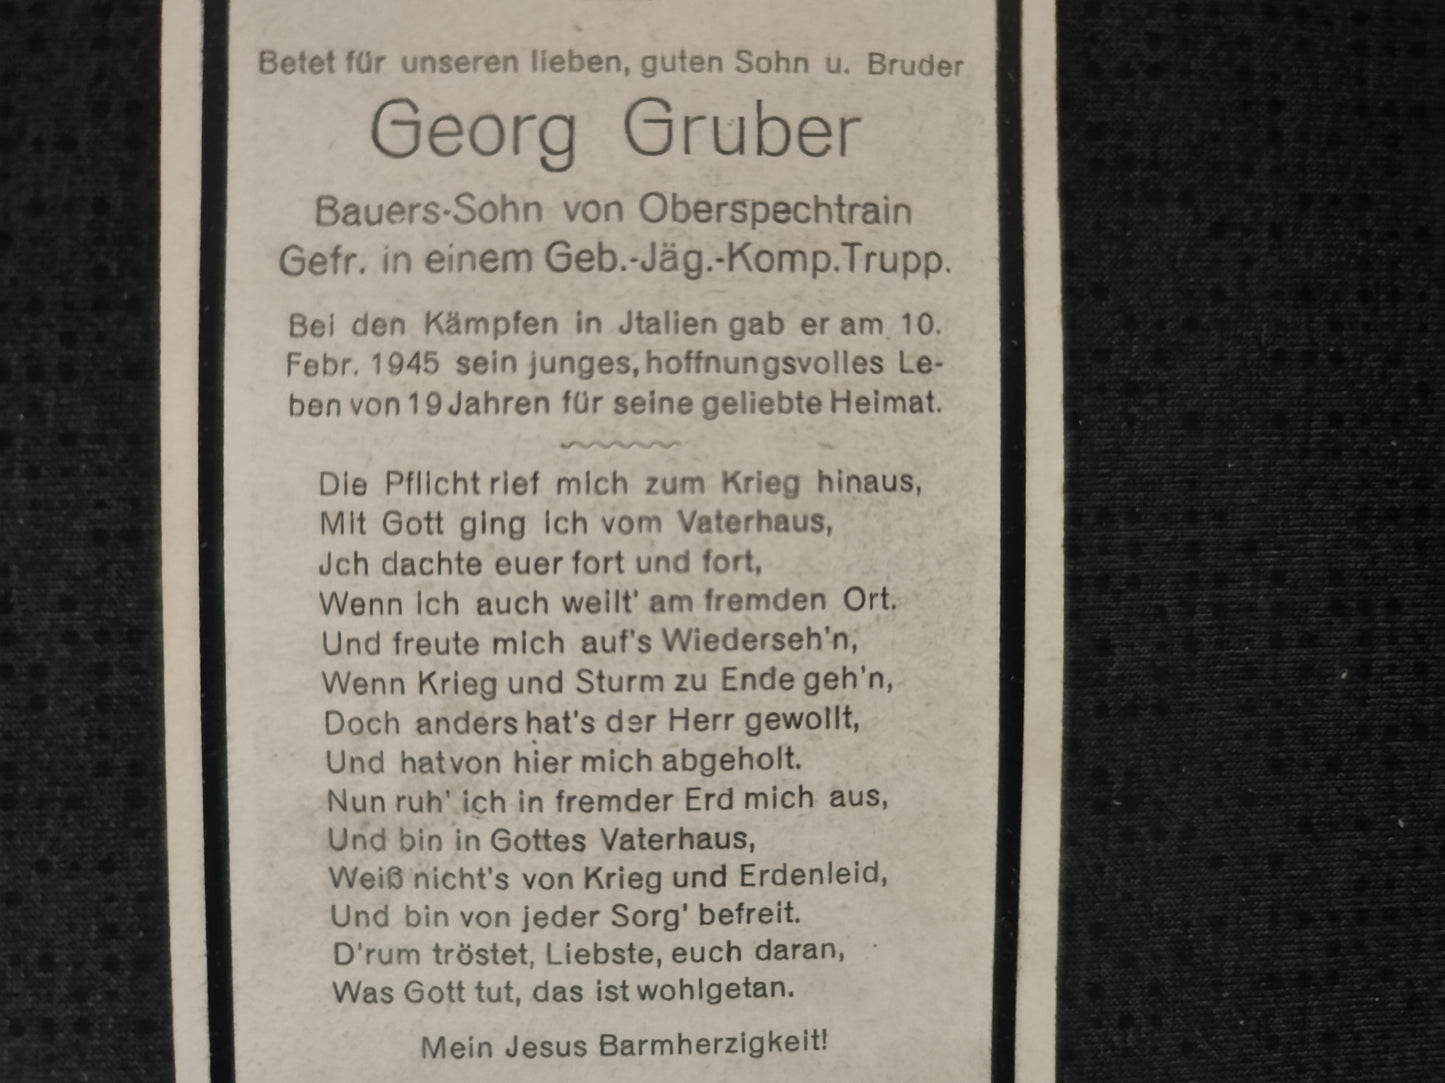 Betet für unseren lieben, guten Sohn u. Bruder
Georg Gruber
Bauers-Sohn von Oberspechtrain
Gefr. in einem Geb.-Jäg.-Komp.Trupp.
Bei den Kämpfen in Jtalien gab er am 10.
Febr. 1945 sein junges, hoffnungsvolles Le-
ben von 19 Jahren für seine geliebte Heimat.
Die Pflicht rief mich zum Krieg hinaus,
Mit Gott ging ich vom Vaterhaus,
Jch dachte euer fort und fort,
Wenn ich auch weilt' am fremden Ort.
Und freute mich auf's Wiederseh'n,
Wenn Krieg und Sturm zu Ende geh'n,
Doch anders hat's der Herr gewollt,
Und hat von hier mich abgeholt.
Nun ruh' ich in fremder Erd mich aus,
Und bin in Gottes Vaterhaus,
Weiß nicht's von Krieg und Erdenleid,
Und bin von jeder Sorg' befreit.
D'rum tröstet, Liebste, euch daran,
Was Gott tut, das ist wohlgetan.
Mein Jesus Barmherzigkeit!